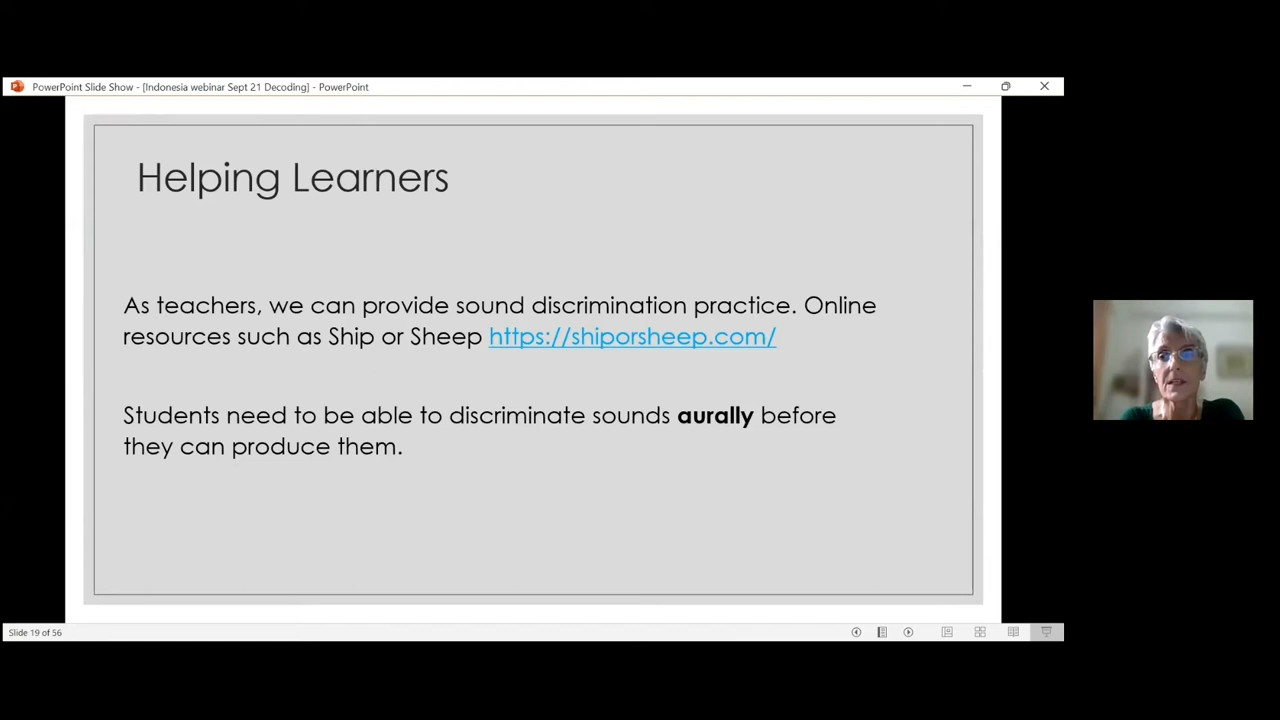 PowerPoint Slide Show - [Indonesia webinar Sept 21 Decoding] - PowerPoint
Helping Learners
As teachers, we can provide sound discrimination practice. Online
resources such as Ship or Sheep https://shiporsheep.com/
Students need to be able to discriminate sounds aurally before
they can produce them.
Slide 19 of 56